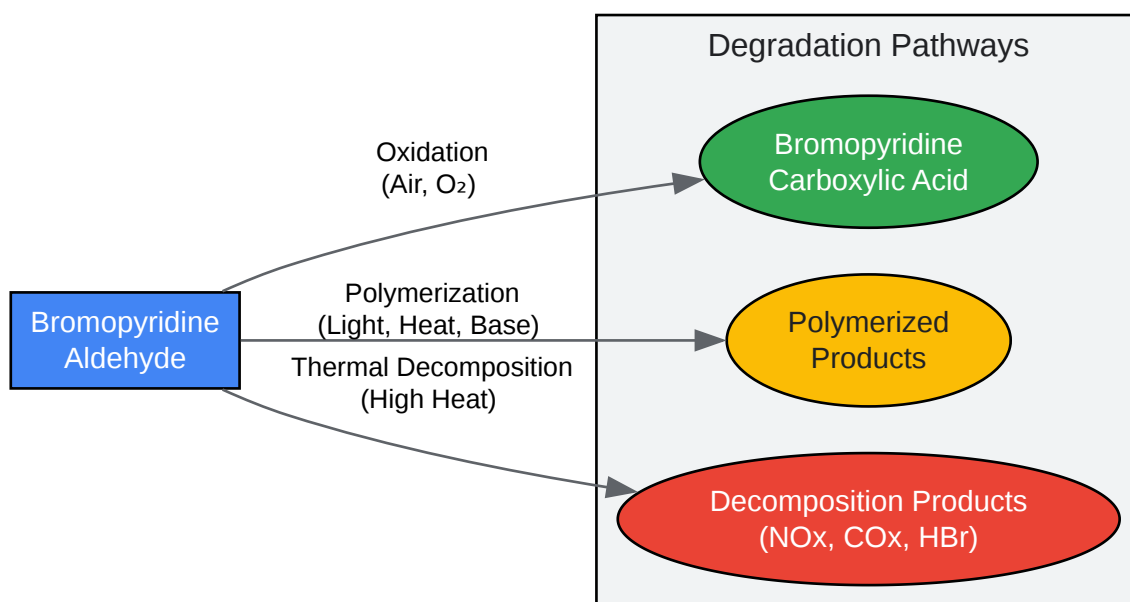 Degradation Pathways
Oxidation
(Air, O₂)
Bromopyridine
Carboxylic Acid
Bromopyridine
Aldehyde
Polymerization
(Light, Heat, Base)
Polymerized
Products
Thermal Decomposition
(High Heat)
Decomposition Products
(NOx, COx, HBr)